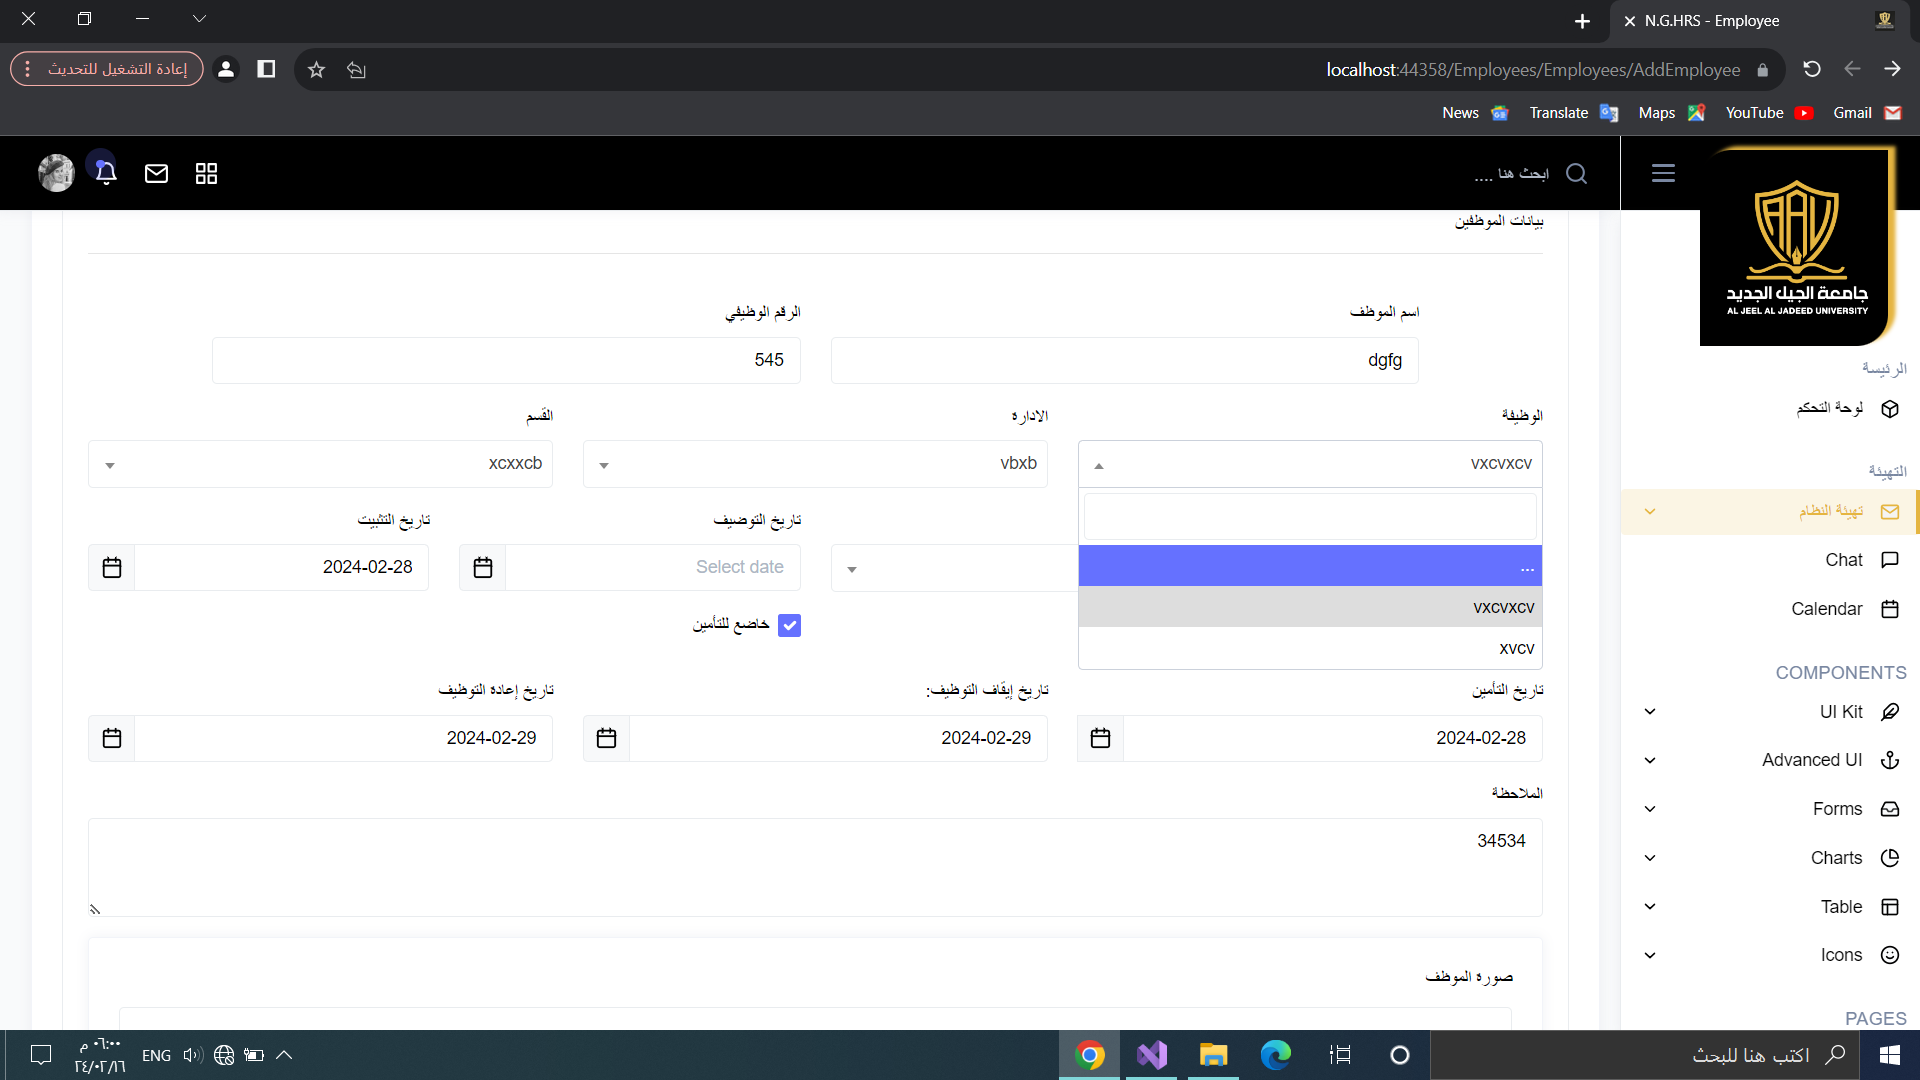 N.G.HRS - Employee
إعادة التشغيل للتحديث
localhost:44358/Employees/Employees/AddEmployee
News
Translate
Maps
YouTube
Gmail
ابحث هنا ....
جامعة الجيل الجديد
AL JEEL AL JADEED UNIVERSITY
بيانات الموظفين
اسم الموظف
الرقم الوظيفي
dgfg
545
الوظيفة
الادارة
القسم
vxcvxcv
vbxb
xcxxcb
...
vxcvxcv
xvcv
تاريخ التوضيف
تاريخ التثبيت
Select date
2024-02-28
خاضع للتأمين
تاريخ التأمين
تاريخ إيقاف التوظيف:
تاريخ إعادة التوظيف
2024-02-28
2024-02-29
2024-02-29
الملاحظة
34534
صورة الموظف
الرئيسة
لوحة التحكم
التهيئة
تهيئة النظام
Chat
Calendar
COMPONENTS
UI Kit
Advanced UI
Forms
Charts
Table
Icons
PAGES
اكتب هنا للبحث
ENG
٠٦:٠٠ م
٢٤/٠٢/١٦